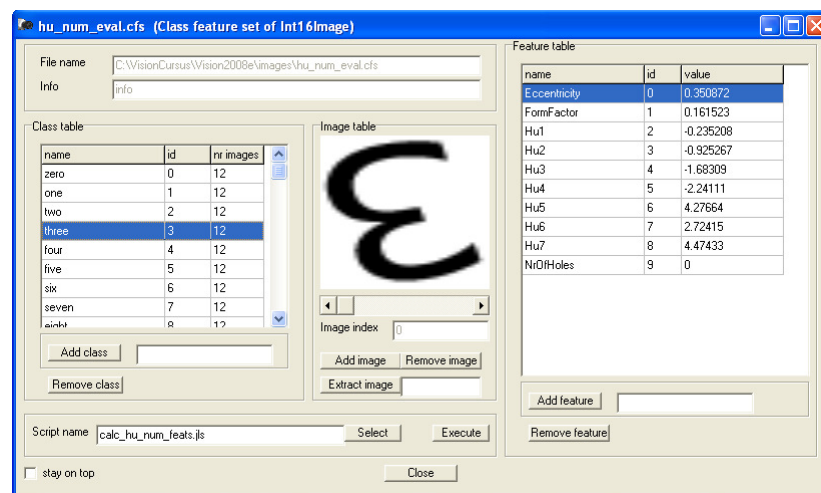 hu_num_eval.cfs (Class feature set of Int16Image)
File name C:\VisionCursus\Vision2008e\images\hu_num_eval.cfs
Info info
Class table
name id nr images
zero 0 12
one 1 12
two 2 12
three 3 12
four 4 12
five 5 12
six 6 12
seven 7 12
eight 8 12
Add class
Remove class
Image table
Image index 0
Add image Remove image
Extract image
Feature table
name id value
Eccentricity 0 0.350872
FormFactor 1 0.161523
Hu1 2 -0.235208
Hu2 3 -0.925267
Hu3 4 -1.68309
Hu4 5 -2.24111
Hu5 6 4.27664
Hu6 7 2.72415
Hu7 8 4.47433
NrOfHoles 9 0
Add feature
Remove feature
Script name calc_hu_num_feats.jls Select Execute
stay on top Close